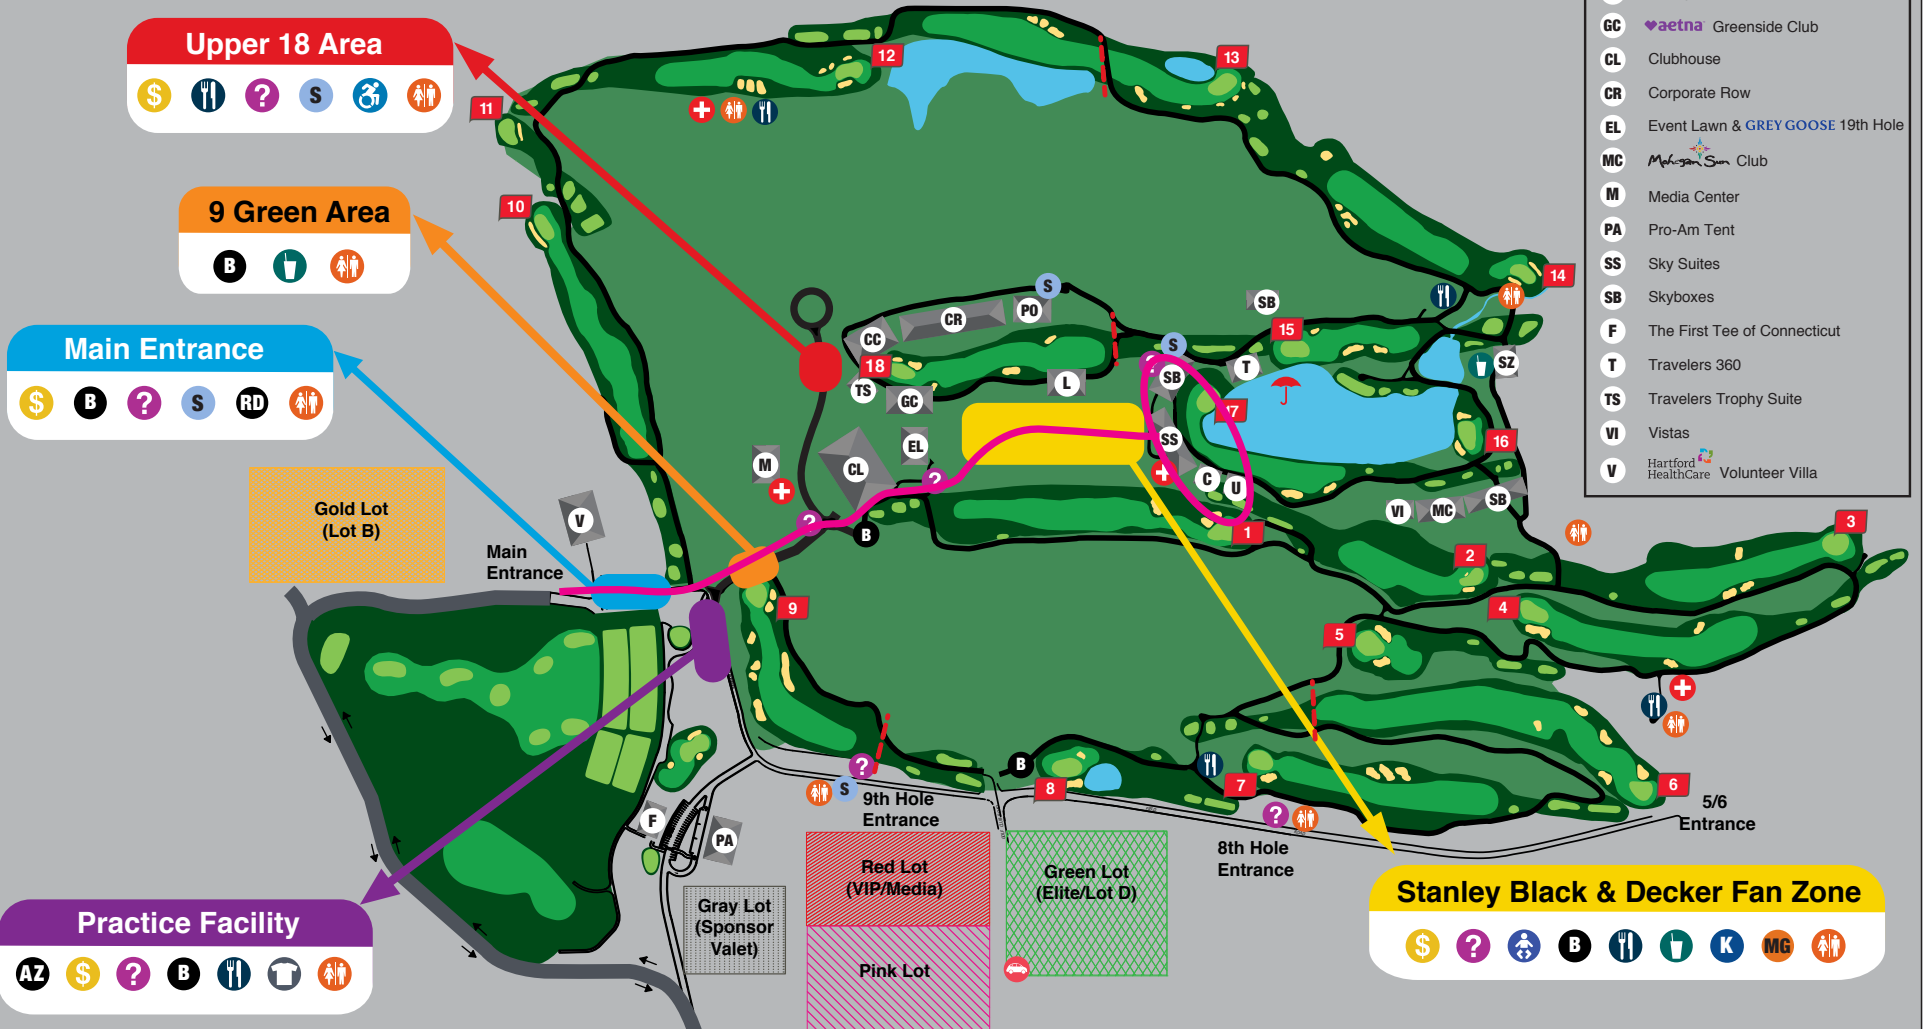 Upper 18 Area
$ ? S
9 Green Area
B
Main Entrance
$ B ? S RD
Gold Lot
(Lot B)
Main
Entrance
V
Practice Facility
AZ $ ? B
12
13
11
10
14
S
SB
PO
CR
CC
15
18
S
?
SB
T
SZ
TS
GC
L
17
EL
SS
16
M
CL
?
C
U
VI
MC
SB
?
B
1
3
2
9
4
5
?
S
9th Hole
Entrance
B
8
7
6
5/6
Entrance
?
8th Hole
Entrance
F
PA
Red Lot
(VIP/Media)
Green Lot
(Elite/Lot D)
Gray Lot
(Sponsor
Valet)
Pink Lot
Stanley Black & Decker Fan Zone
$ ? B K MG
GC aetna Greenside Club
CL Clubhouse
CR Corporate Row
EL Event Lawn & GREY GOOSE 19th Hole
MC Mohegan Sun Club
M Media Center
PA Pro-Am Tent
SS Sky Suites
SB Skyboxes
F The First Tee of Connecticut
T Travelers 360
TS Travelers Trophy Suite
VI Vistas
V Hartford HealthCare Volunteer Villa